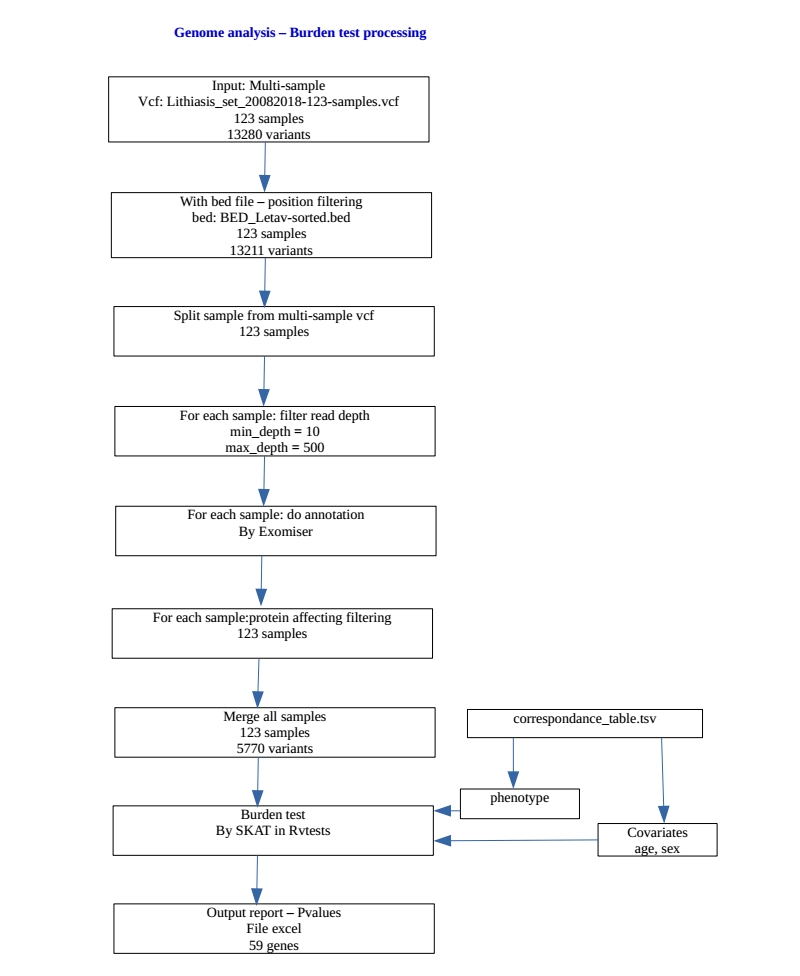 Genome analysis – Burden test processing
Input: Multi-sample
Vcf: Lithiasis_set_20082018-123-samples.vcf
123 samples
13280 variants
With bed file – position filtering
bed: BED_Letav-sorted.bed
123 samples
13211 variants
Split sample from multi-sample vcf
123 samples
For each sample: filter read depth
min_depth = 10
max_depth = 500
For each sample: do annotation
By Exomiser
For each sample:protein affecting filtering
123 samples
Merge all samples
123 samples
5770 variants
correspondance_table.tsv
phenotype
Covariates
age, sex
Burden test
By SKAT in Rvtests
Output report – Pvalues
File excel
59 genes